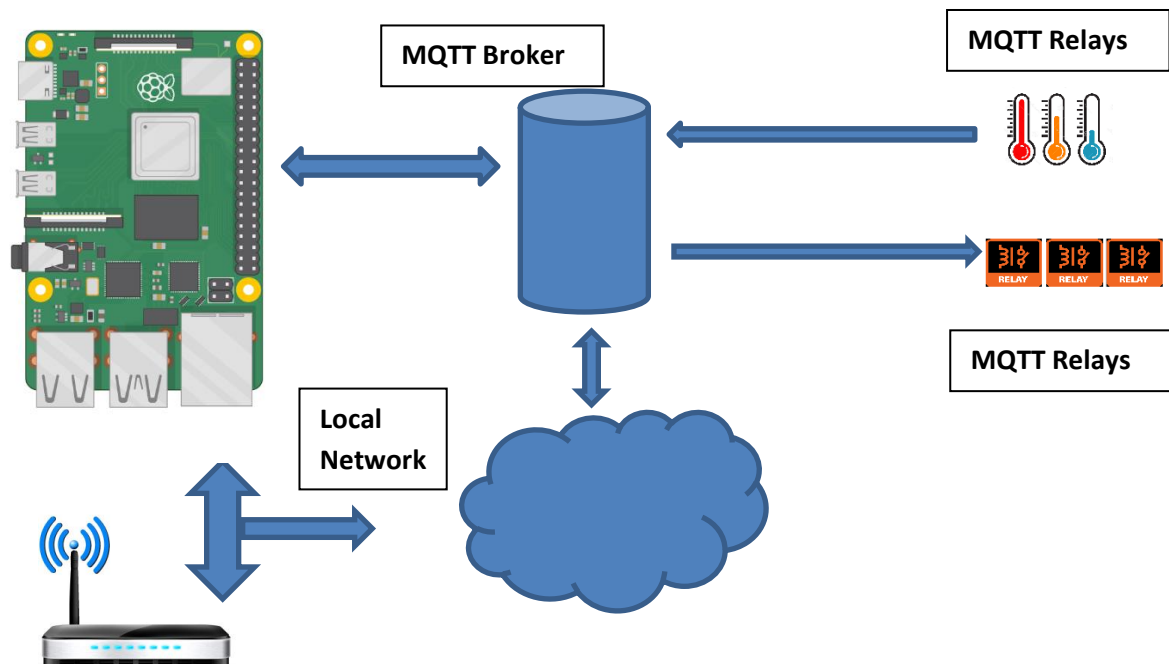 MQTT Broker
MQTT Relays
RELAY RELAY RELAY
MQTT Relays
Local
Network